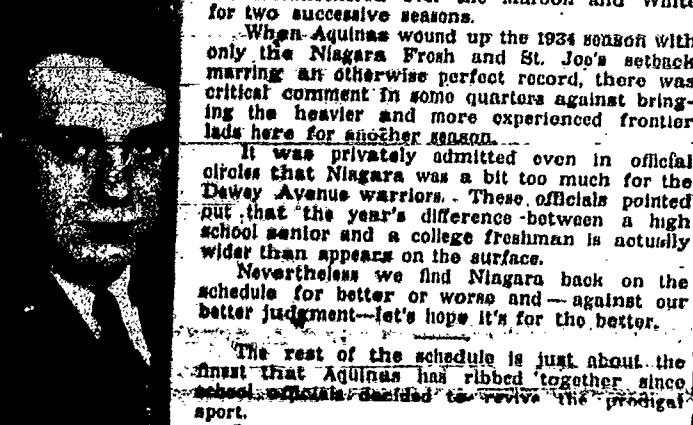 for two successive seasons.
When Aquinas wound up the 1934 season with
only the Niagara Frosh and St. Joe's setback
marring an otherwise perfect record, there was
critical comment in some quarters against bring-
ing the heavier and more experienced frontier
lads here for another season.
It was privately admitted even in official
circles that Niagara was a bit too much for the
Dewey Avenue warriors. These officials pointed
out that the year's difference between a high
school senior and a college freshman is actually
wider than appears on the surface.
Nevertheless we find Niagara back on the
schedule for better or worse and—against our
better judgment—let's hope it's for the better.
The rest of the schedule is just about the
finest that Aquinas has ribbed together since
school officials decided to revive the prodigal
sport.